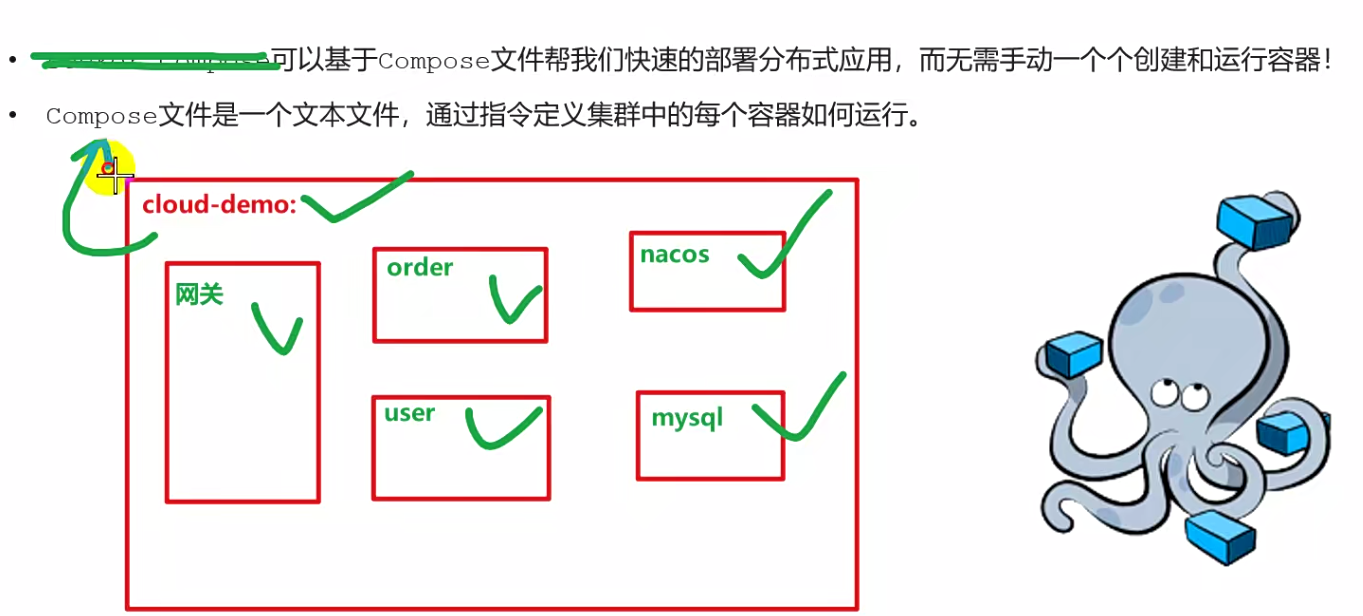 • 可以基于Compose文件帮我们快速的部署分布式应用，而无需手动一个个创建和运行容器！
• Compose文件是一个文本文件，通过指令定义集群中的每个容器如何运行。
cloud-demo:
网关
order
nacos
user
mysql